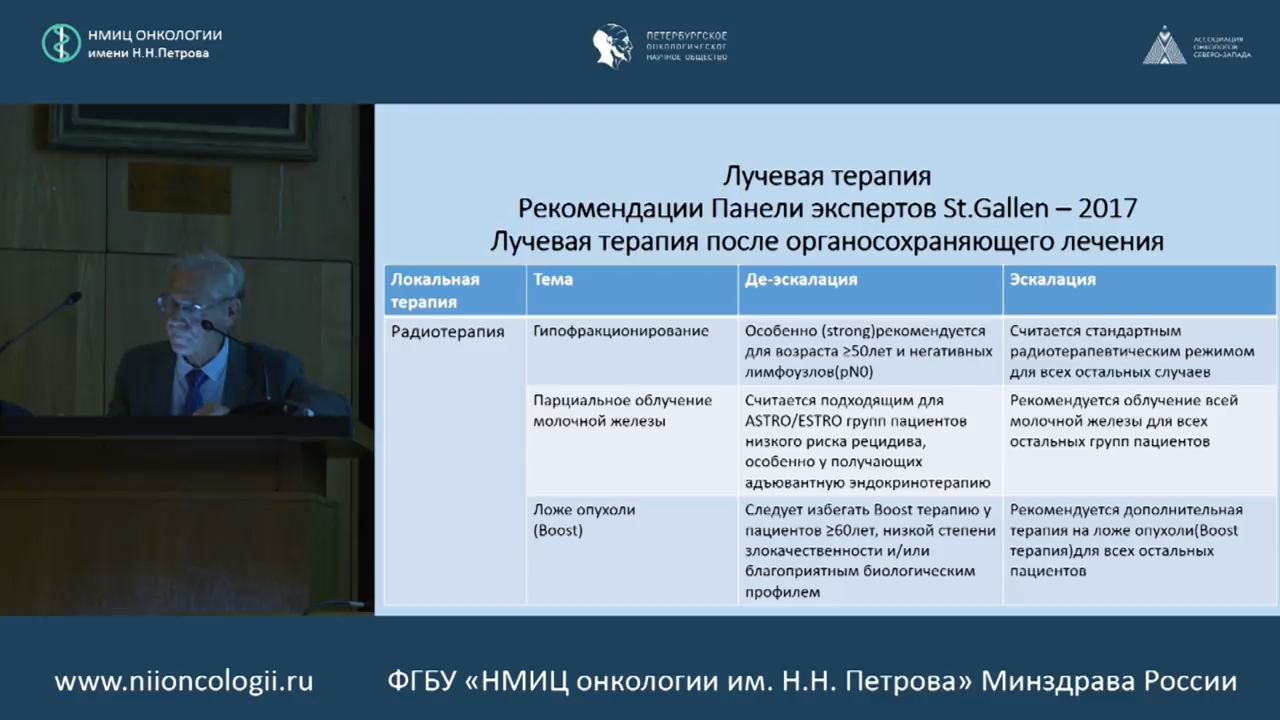 НМИЦ ОНКОЛОГИИ
имени Н.Н.Петрова
ПЕТЕРБУРГСКОЕ
ОНКОЛОГИЧЕСКОЕ
НАУЧНОЕ ОБЩЕСТВО
АССОЦИАЦИЯ
ОНКОЛОГОВ
СЕВЕРО-ЗАПАДА
Лучевая терапия
Рекомендации Панели экспертов St.Gallen – 2017
Лучевая терапия после органосохраняющего лечения
Локальная
терапия
Тема
Де-эскалация
Эскалация
Радиотерапия
Гипофракционирование
Особенно (strong)рекомендуется
для возраста ≥50лет и негативных
лимфоузлов(pN0)
Считается стандартным
радиотерапевтическим режимом
для всех остальных случаев
Парциальное облучение
молочной железы
Считается подходящим для
ASTRO/ESTRO групп пациентов
низкого риска рецидива,
особенно у получающих
адъювантную эндокринотерапию
Рекомендуется облучение всей
молочной железы для всех
остальных групп пациентов
Ложе опухоли
(Boost)
Следует избегать Boost терапию у
пациентов ≥60лет, низкой степени
злокачественности и/или
благоприятным биологическим
профилем
Рекомендуется дополнительная
терапия на ложе опухоли(Boost
терапия)для всех остальных
пациентов
www.niioncologii.ru
ФГБУ «НМИЦ онкологии им. Н.Н. Петрова» Минздрава России